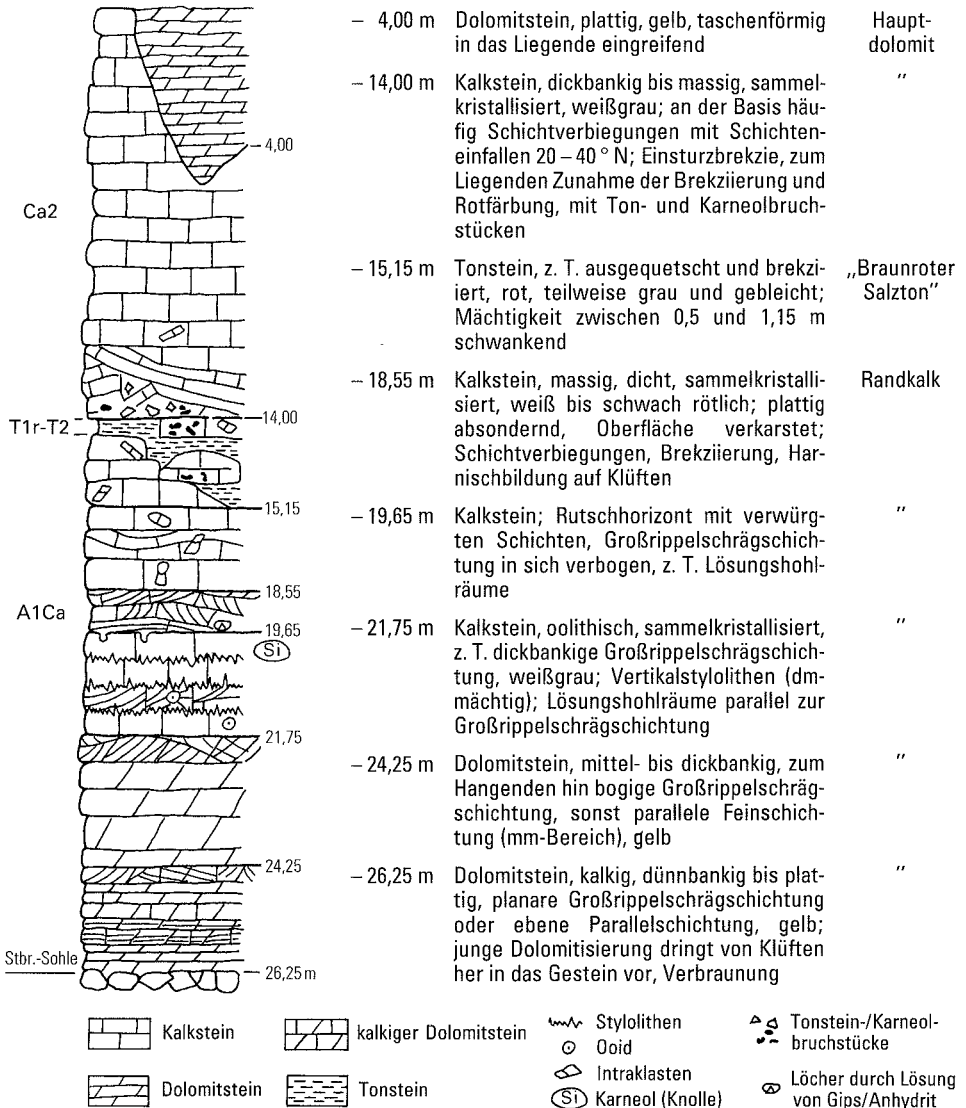 – 4,00 m Dolomitstein, plattig, gelb, taschenförmig Haupt-
in das Liegende eingreifend dolomit
– 14,00 m Kalkstein, dickbankig bis massig, sammel- "
kristallisiert, weißgrau; an der Basis häu-
fig Schichtverbiegungen mit Schichten-
einfallen 20 – 40 ° N; Einsturzbrekzie, zum
Liegenden Zunahme der Brekziierung und
Rotfärbung, mit Ton- und Karneolbruch-
stücken
– 15,15 m Tonstein, z. T. ausgequetscht und brekzi- „Braunroter
iert, rot, teilweise grau und gebleicht; Salzton"
Mächtigkeit zwischen 0,5 und 1,15 m
schwankend
– 18,55 m Kalkstein, massig, dicht, sammelkristalli- Randkalk
siert, weiß bis schwach rötlich; plattig
absondernd, Oberfläche verkarstet;
Schichtverbiegungen, Brekziierung, Har-
nischbildung auf Klüften
– 19,65 m Kalkstein; Rutschhorizont mit verwürg- "
ten Schichten, Großrippelschrägschich-
tung in sich verbogen, z. T. Lösungshohl-
räume
– 21,75 m Kalkstein, oolithisch, sammelkristallisiert, "
z. T. dickbankige Großrippelschrägschich-
tung, weißgrau; Vertikalstylolithen (dm-
mächtig); Lösungshohlräume parallel zur
Großrippelschrägschichtung
– 24,25 m Dolomitstein, mittel- bis dickbankig, zum "
Hangenden hin bogige Großrippelschräg-
schichtung, sonst parallele Feinschich-
tung (mm-Bereich), gelb
– 26,25 m Dolomitstein, kalkig, dünnbankig bis plat- "
tig, planare Großrippelschrägschichtung
oder ebene Parallelschichtung, gelb;
junge Dolomitisierung dringt von Klüften
her in das Gestein vor, Verbraunung
4,00
Ca2
14,00
T1r-T2
15,15
18,55
A1Ca
19,65
Si
21,75
24,25
Stbr.-Sohle
26,25 m
Kalkstein
kalkiger Dolomitstein
Dolomitstein
Tonstein
Stylolithen
Ooid
Intraklasten
Si Karneol (Knolle)
Tonstein-/Karneol-
bruchstücke
Löcher durch Lösung
von Gips/Anhydrit